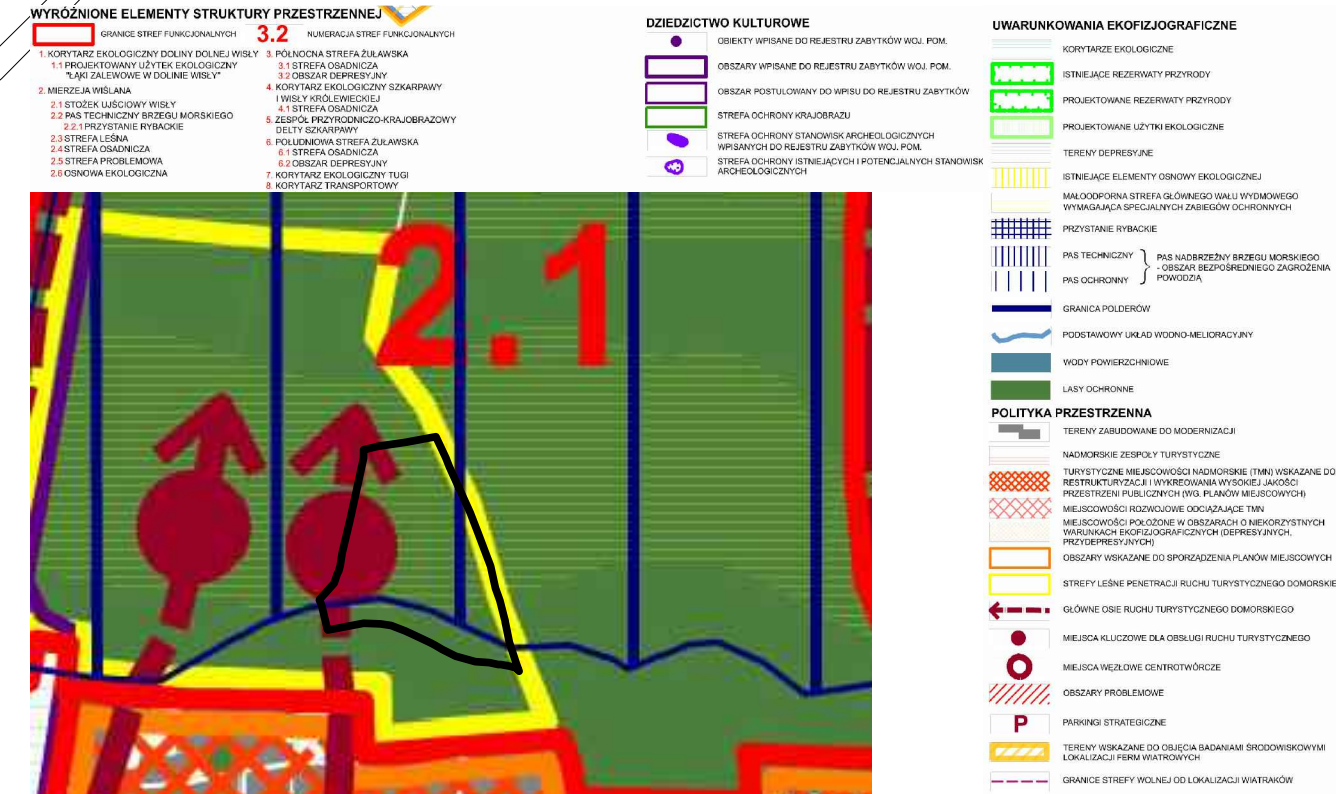 WYRÓŻNIONE ELEMENTY STRUKTURY PRZESTRZENNEJ
GRANICE STREF FUNKCJONALNYCH
3.2 NUMERACJA STREF FUNKCJONALNYCH
1. KORYTARZ EKOLOGICZNY DOLINY DOLNEJ WISŁY
1.1 PROJEKTOWANY UŻYTEK EKOLOGICZNY
"ŁĄKI ZALEWOWE W DOLINIE WISŁY"
2. MIERZEJA WIŚLANA
2.1 STOŻEK UJŚCIOWY WISŁY
2.2 PAS TECHNICZNY BRZEGU MORSKIEGO
2.2.1 PRZYSTANIE RYBACKIE
2.3 STREFA LEŚNA
2.4 STREFA OSADNICZA
2.5 STREFA PROBLEMOWA
2.6 OSNOWA EKOLOGICZNA
3. PÓŁNOCNA STREFA ŻUŁAWSKA
3.1 STREFA OSADNICZA
3.2 OBSZAR DEPRESYJNY
4. KORYTARZ EKOLOGICZNY SZKARPAWY
I WISŁY KRÓLEWIECKIEJ
4.1 STREFA OSADNICZA
5. ZESPÓŁ PRZYRODNICZO-KRAJOBRAZOWY
DELTY SZKARPAWY
6. POŁUDNIOWA STREFA ŻUŁAWSKA
6.1 STREFA OSADNICZA
6.2 OBSZAR DEPRESYJNY
7. KORYTARZ EKOLOGICZNY TUGI
8. KORYTARZ TRANSPORTOWY
DZIEDZICTWO KULTUROWE
OBIEKTY WPISANE DO REJESTRU ZABYTKÓW WOJ. POM.
OBSZARY WPISANE DO REJESTRU ZABYTKÓW WOJ. POM.
OBSZAR POSTULOWANY DO WPISU DO REJESTRU ZABYTKÓW
STREFA OCHRONY KRAJOBRAZU
STREFA OCHRONY STANOWISK ARCHEOLOGICZNYCH
WPISANYCH DO REJESTRU ZABYTKÓW WOJ. POM.
STREFA OCHRONY ISTNIEJĄCYCH I POTENCJALNYCH STANOWISK
ARCHEOLOGICZNYCH
2.1
UWARUNKOWANIA EKOFIZJOGRAFICZNE
KORYTARZE EKOLOGICZNE
ISTNIEJĄCE REZERWATY PRZYRODY
PROJEKTOWANE REZERWATY PRZYRODY
PROJEKTOWANE UŻYTKI EKOLOGICZNE
TERENY DEPRESYJNE
ISTNIEJĄCE ELEMENTY OSNOWY EKOLOGICZNEJ
MAŁOODPORNA STREFA GŁÓWNEGO WAŁU WYDMOWEGO
WYMAGAJĄCA SPECJALNYCH ZABIEGÓW OCHRONNYCH
PRZYSTANIE RYBACKIE
PAS TECHNICZNY
PAS OCHRONNY
PAS NADBRZEŻNY BRZEGU MORSKIEGO
- OBSZAR BEZPOŚREDNIEGO ZAGROŻENIA
POWODZIĄ
GRANICA POLDERÓW
PODSTAWOWY UKŁAD WODNO-MELIORACYJNY
WODY POWIERZCHNIOWE
LASY OCHRONNE
POLITYKA PRZESTRZENNA
TERENY ZABUDOWANE DO MODERNIZACJI
NADMORSKIE ZESPOŁY TURYSTYCZNE
TURYSTYCZNE MIEJSCOWOŚCI NADMORSKIE (TMN) WSKAZANE DO
RESTRUKTURYZACJI I WYKREOWANIA WYSOKIEJ JAKOŚCI
PRZESTRZENI PUBLICZNYCH (WG. PLANÓW MIEJSCOWYCH)
MIEJSCOWOŚCI ROZWOJOWE ODCIĄŻAJĄCE TMN
MIEJSCOWOŚCI POŁOŻONE W OBSZARACH O NIEKORZYSTNYCH
WARUNKACH EKOFIZJOGRAFICZNYCH (DEPRESYJNYCH,
PRZYDEPRESYJNYCH)
OBSZARY WSKAZANE DO SPORZĄDZENIA PLANÓW MIEJSCOWYCH
STREFY LEŚNE PENETRACJI RUCHU TURYSTYCZNEGO DOMORSKIE
GŁÓWNE OSIE RUCHU TURYSTYCZNEGO DOMORSKIEGO
MIEJSCA KLUCZOWE DLA OBSŁUGI RUCHU TURYSTYCZNEGO
MIEJSCA WĘZŁOWE CENTROTWÓRCZE
OBSZARY PROBLEMOWE
P PARKINGI STRATEGICZNE
TERENY WSKAZANE DO OBJĘCIA BADANIAMI ŚRODOWISKOWYMI
LOKALIZACJI FERM WIATROWYCH
GRANICE STREFY WOLNEJ OD LOKALIZACJI WIATRAKÓW